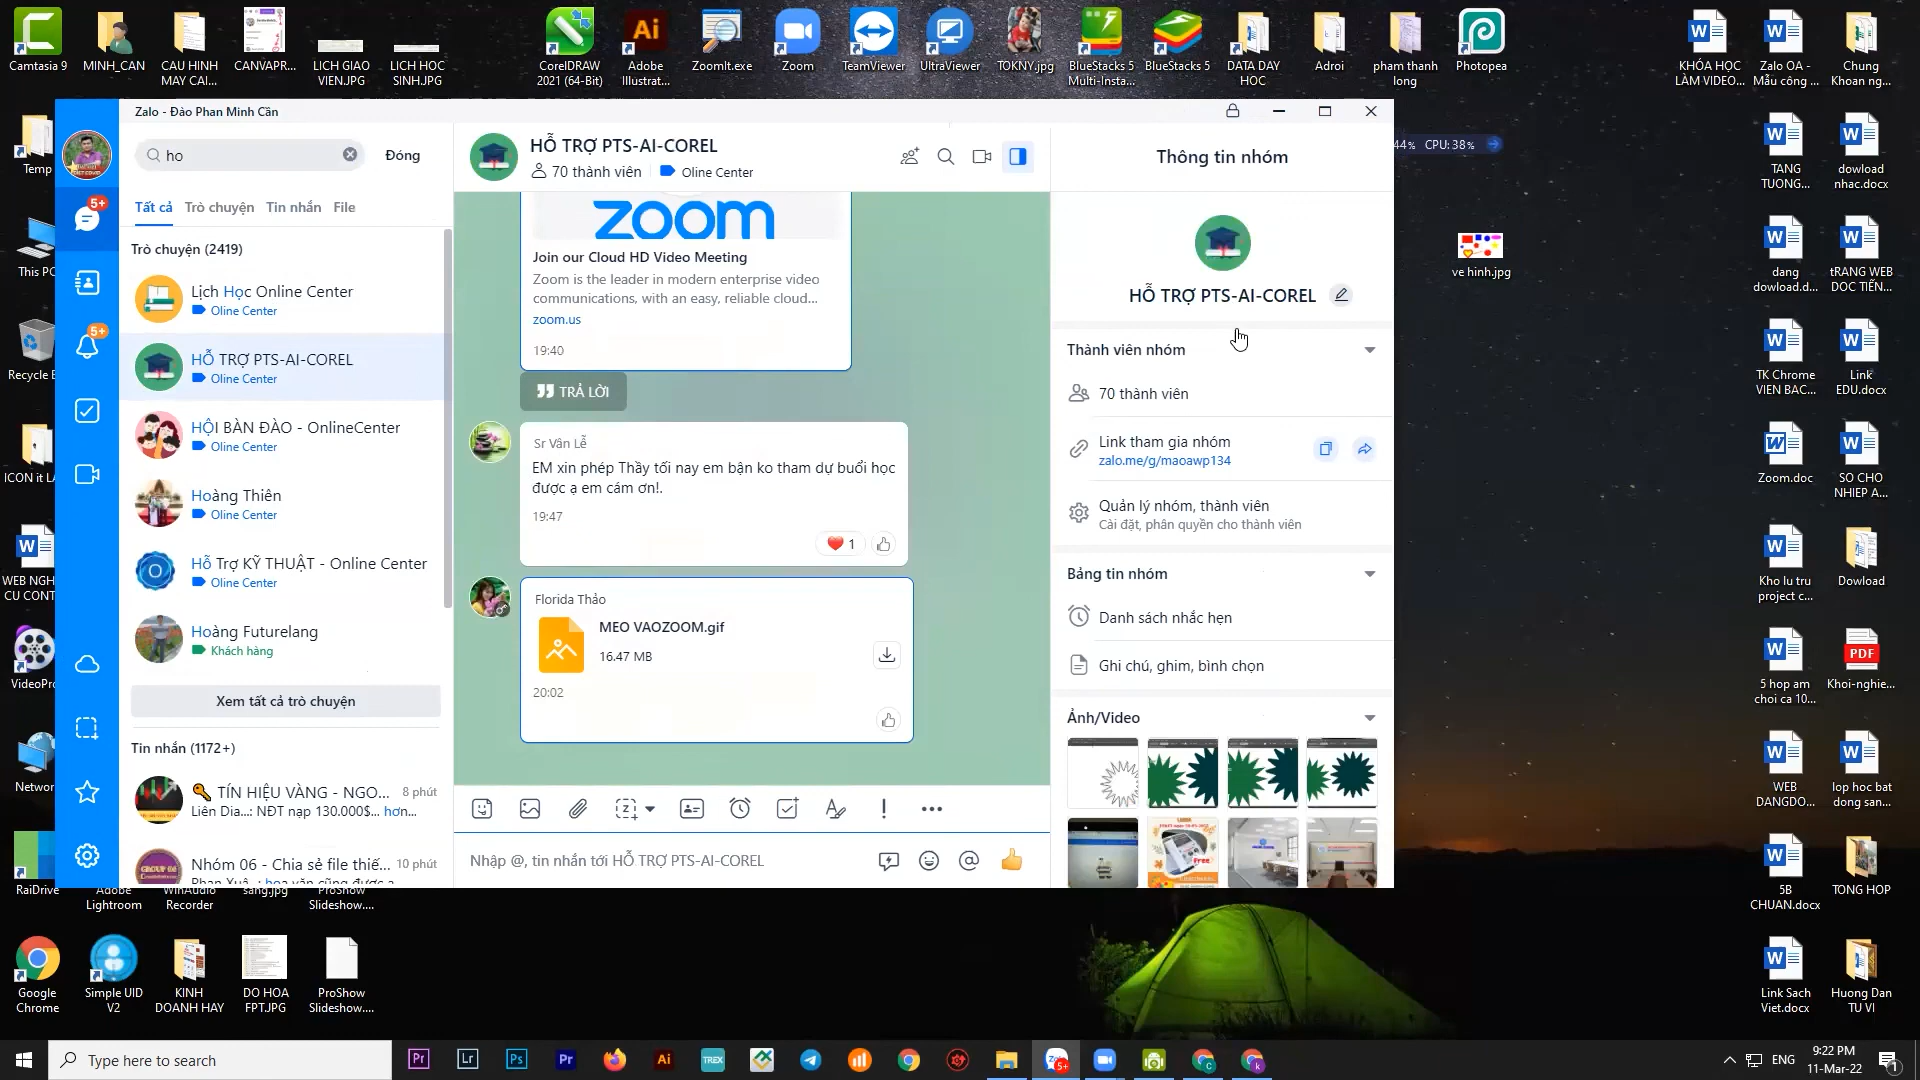 Camtasia 9
MINH_CAN
CAU HINH
MAY CAI...
CANVAPR...
LICH GIAO
VIEN.JPG
LICH HOC
SINH.JPG
CorelDRAW
2021 (64-Bit)
Adobe
Illustrat...
ZoomIt.exe
Zoom
TeamViewer
UltraViewer
TOKNY.jpg
BlueStacks 5
Multi-Insta...
BlueStacks 5
DATA DAY
HOC
Adroi
pham thanh
long
Photopea
KHÓA HỌC
LÀM VIDEO...
Zalo OA -
Mẫu công ...
Chung
Khoan ng...
Temp
This PC
Recycle B
ICON it LA
WEB NGH
CU CONT
VideoPro
Networ
RaiDrive
Zalo - Đào Phan Minh Cần
ho
Đóng
5+
5+
Tất cả
Trò chuyện
Tin nhắn
File
Trò chuyện (2419)
Lịch Học Online Center
Oline Center
HỖ TRỢ PTS-AI-COREL
Oline Center
HỘI BÀN ĐÀO - OnlineCenter
Oline Center
Hoàng Thiên
Oline Center
Hỗ Trợ KỸ THUẬT - Online Center
Oline Center
Hoàng Futurelang
Khách hàng
Xem tất cả trò chuyện
Tin nhắn (1172+)
TÍN HIỆU VÀNG - NGO...
8 phút
Liên Dia...: NĐT nạp 130.000$... hơn...
Nhóm 06 - Chia sẻ file thiế...
10 phút
HỖ TRỢ PTS-AI-COREL
70 thành viên
Oline Center
zoom
Join our Cloud HD Video Meeting
Zoom is the leader in modern enterprise video
communications, with an easy, reliable cloud...
zoom.us
19:40
TRẢ LỜI
Sr Vân Lễ
EM xin phép Thầy tối nay em bận ko tham dự buổi học
được ạ em cám ơn!.
19:47
1
Florida Thảo
MEO VAOZOOM.gif
16.47 MB
20:02
Nhập @, tin nhắn tới HỖ TRỢ PTS-AI-COREL
Thông tin nhóm
HỖ TRỢ PTS-AI-COREL
Thành viên nhóm
70 thành viên
Link tham gia nhóm
zalo.me/g/maoawp134
Quản lý nhóm, thành viên
Cài đặt, phân quyền cho thành viên
Bảng tin nhóm
Danh sách nhắc hẹn
Ghi chú, ghim, bình chọn
Ảnh/Video
44%
CPU: 38%
ve hinh.jpg
TANG
TUONG...
dowload
nhac.docx
dang
dowload.d...
tRANG WEB
DOC TIẾN...
TK Chrome
VIEN BAC...
Link
EDU.docx
Zoom.doc
SO CHO
NHIEP A...
Kho lu tru
project c...
Dowload
5 hop am
choi ca 10...
PDF
Khoi-nghie...
WEB
DANGDO...
lop hoc bat
dong san...
5B
CHUAN.docx
TONG HOP
Link Sach
Viet.docx
Huong Dan
TU VI
Adobe
Lightroom
WinAudio
Recorder
sang.jpg
ProShow
Slideshow....
Google
Chrome
Simple UID
V2
KINH
DOANH HAY
DO HOA
FPT.JPG
ProShow
Slideshow....
Type here to search
ENG
9:22 PM
11-Mar-22
1